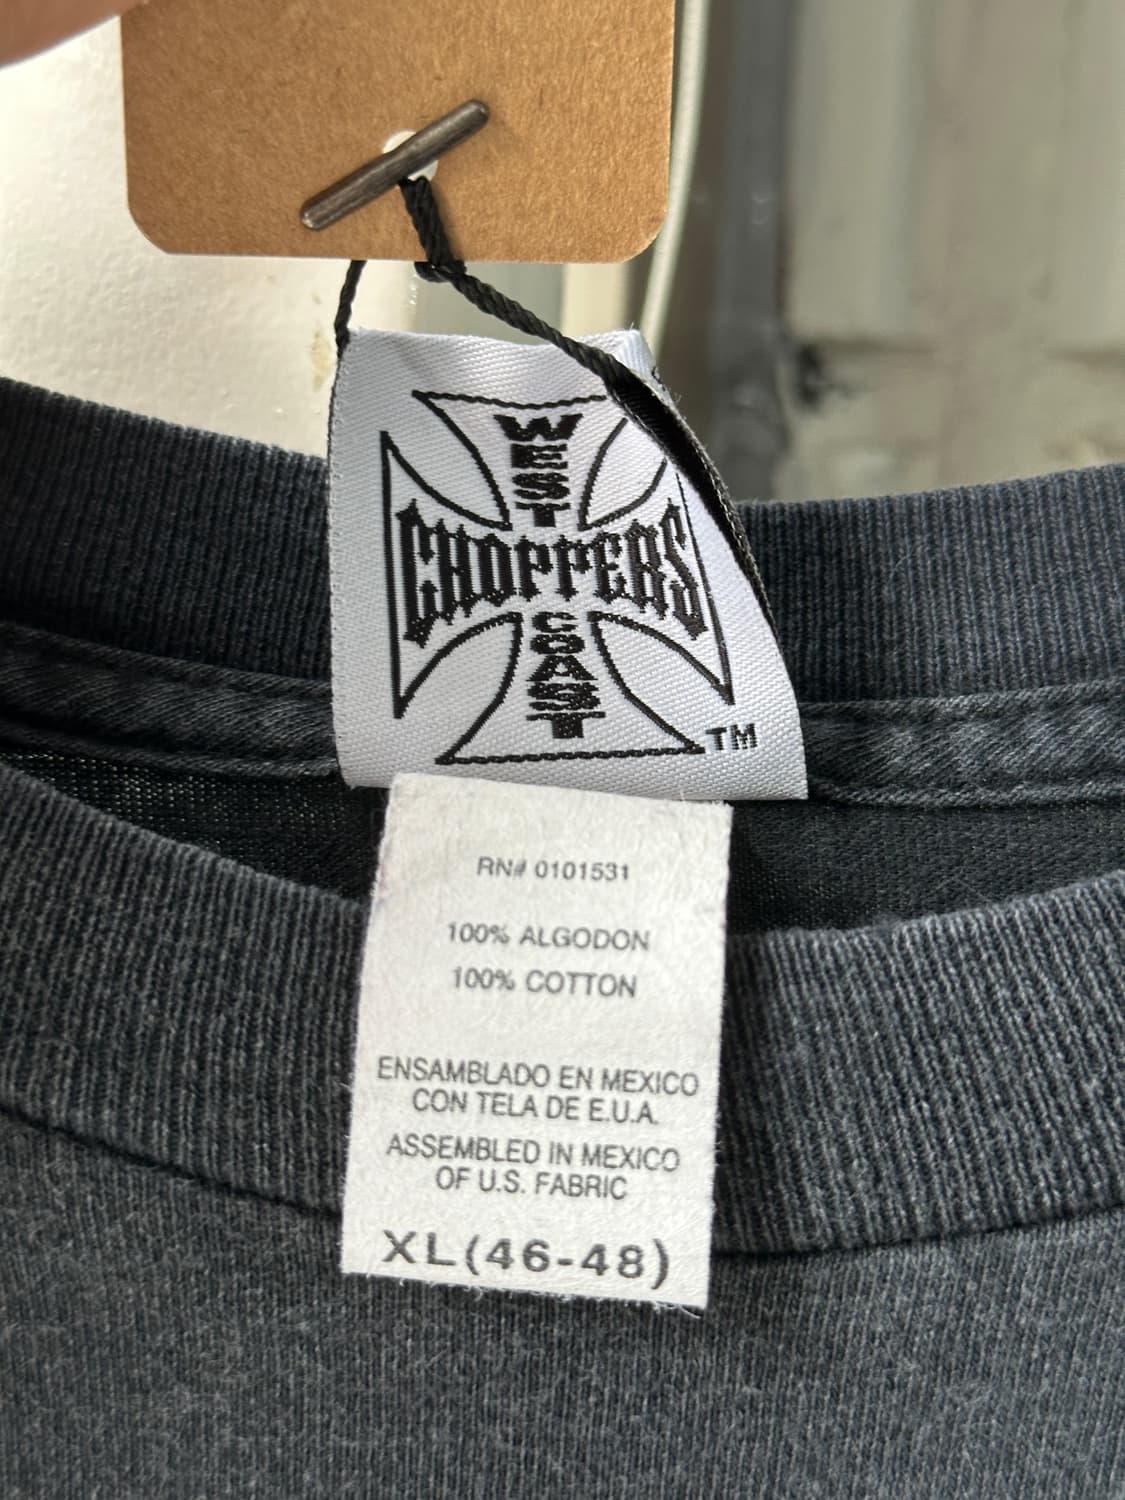 WEST
CHOPPERS
COAST
TM
RN# 0101531
100% ALGODON
100% COTTON
ENSAMBLADO EN MEXICO
CON TELA DE E.U.A.
ASSEMBLED IN MEXICO
OF U.S. FABRIC
XL(46-48)